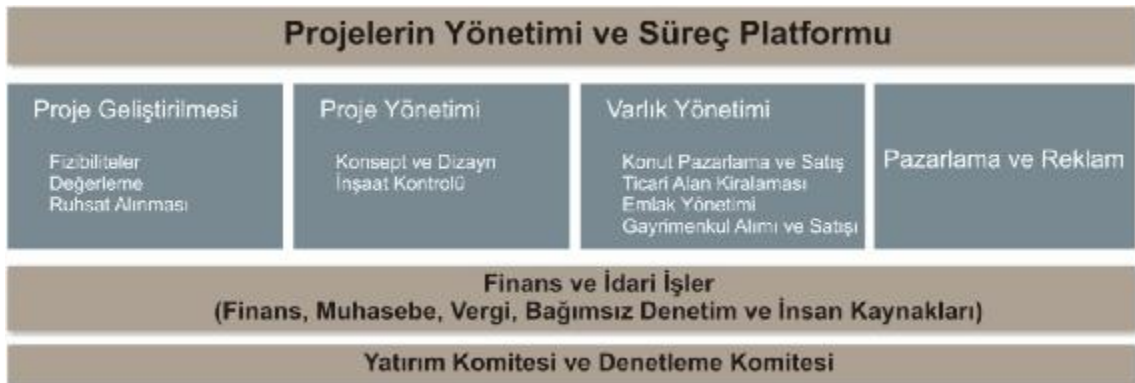 Projelerin Yönetimi ve Süreç Platformu
Proje Geliştirilmesi
Fizibiliteler
Değerleme
Ruhsat Alınması
Proje Yönetimi
Konsept ve Dizayn
İnşaat Kontrolü
Varlık Yönetimi
Konut Pazarlama ve Satış
Ticari Alan Kiralaması
Emlak Yönetimi
Gayrimenkul Alımı ve Satışı
Pazarlama ve Reklam
Finans ve İdari İşler
(Finans, Muhasebe, Vergi, Bağımsız Denetim ve İnsan Kaynakları)
Yatırım Komitesi ve Denetleme Komitesi